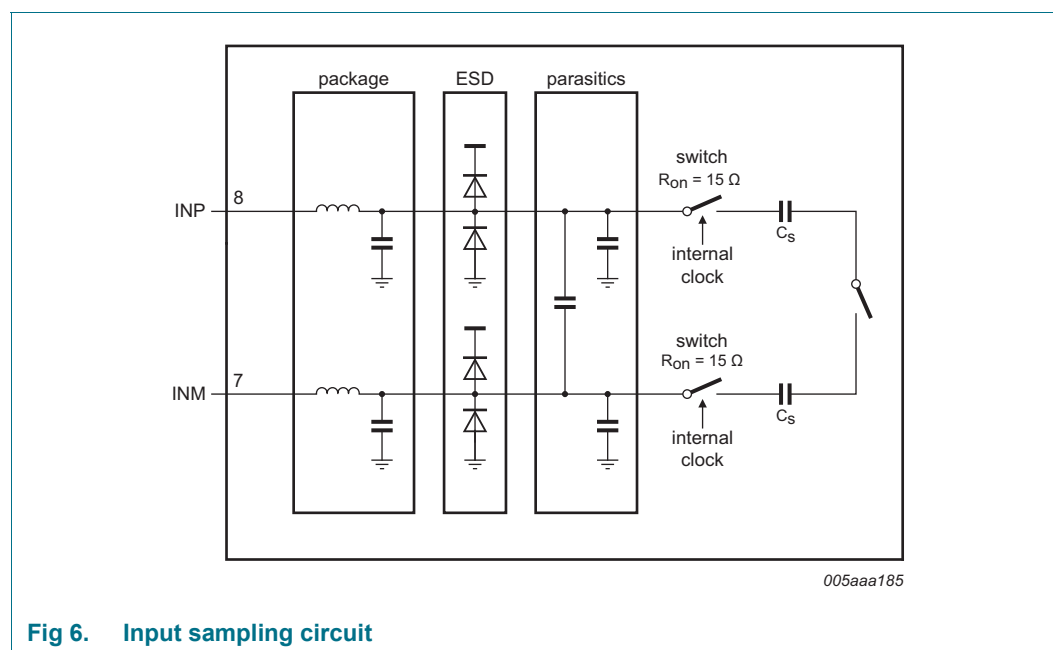 package
ESD
parasitics
switch
Ron = 15 Ω
INP
8
internal
clock
Cs
switch
Ron = 15 Ω
INM
7
internal
clock
Cs
005aaa185
Fig 6. Input sampling circuit